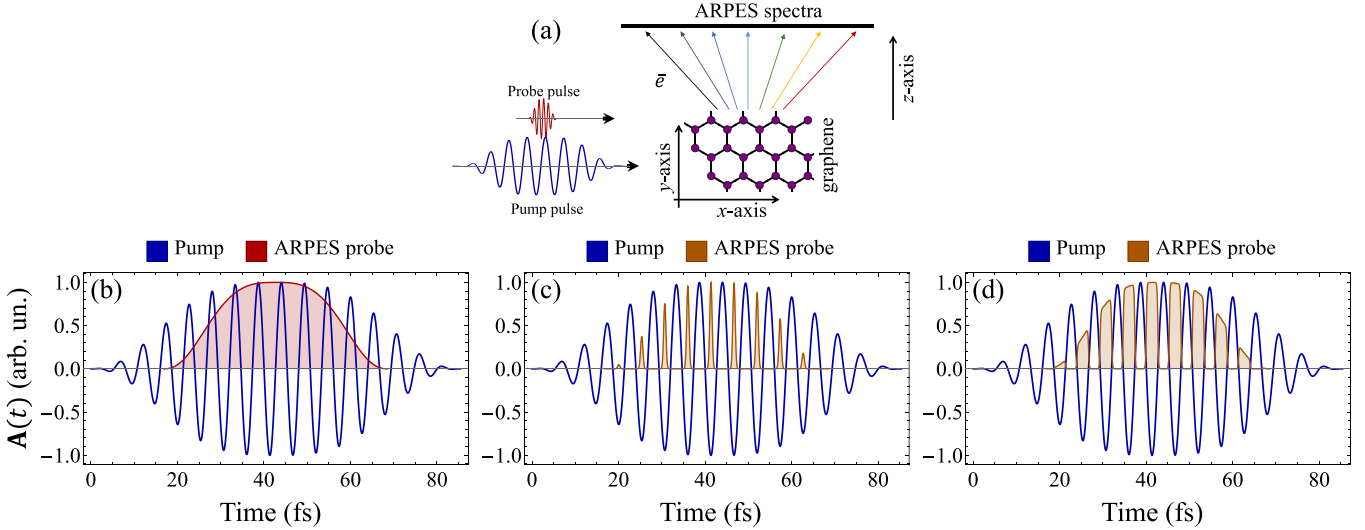 ARPES spectra
(a)
z-axis
ē
Probe pulse
y-axis
graphene
Pump pulse
x-axis
Pump ARPES probe
Pump ARPES probe
Pump ARPES probe
A(t) (arb. un.)
(b)
1.0
0.5
0.0
−0.5
−1.0
0 20 40 60 80
Time (fs)
(c)
1.0
0.5
0.0
−0.5
−1.0
0 20 40 60 80
Time (fs)
(d)
1.0
0.5
0.0
−0.5
−1.0
0 20 40 60 80
Time (fs)